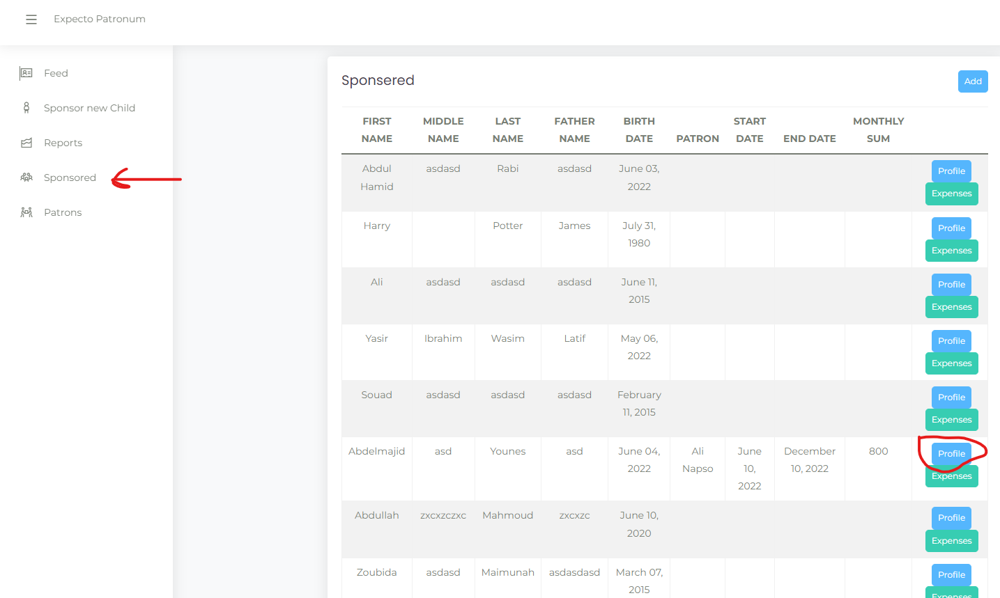 Expecto Patronum
Feed
Sponsor new Child
Reports
Sponsored
Patrons
Sponsered
Add
FIRST NAME MIDDLE NAME LAST NAME FATHER NAME BIRTH DATE PATRON START DATE END DATE MONTHLY SUM
Abdul Hamid asdasd Rabi asdasd June 03, 2022 Profile Expenses
Harry Potter James July 31, 1980 Profile Expenses
Ali asdasd asdasd asdasd June 11, 2015 Profile Expenses
Yasir Ibrahim Wasim Latif May 06, 2022 Profile Expenses
Souad asdasd asdasd asdasd February 11, 2015 Profile Expenses
Abdelmajid asd Younes asd June 04, 2022 Ali Napso June 10, 2022 December 10, 2022 800 Profile Expenses
Abdullah zxcxzczxc Mahmoud zxcxzc June 10, 2020 Profile Expenses
Zoubida asdasd Maimunah asdasdasd March 07, 2015 Profile Expenses